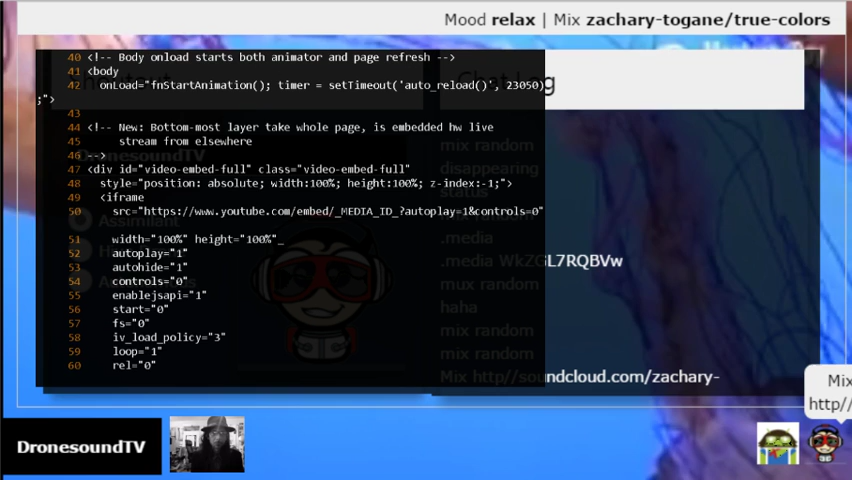 Mood relax | Mix zachary-togane/true-colors
40 <!-- Body onload starts both animator and page refresh -->
41 <body
42 onLoad="fnStartAnimation(); timer = setTimeout('auto_reload()', 23050)
;">
43
44 <!-- New: Bottom-most layer take whole page, is embedded hw live
45 stream from elsewhere
46 -->
47 <div id="video-embed-full" class="video-embed-full"
48 style="position: absolute; width:100%; height:100%; z-index:-1;">
49 <iframe
50 src="https://www.youtube.com/embed/_MEDIA_ID_?autoplay=1&controls=0"
51 width="100%" height="100%"_
52 autoplay="1"
53 autohide="1"
54 controls="0"
55 enablejsapi="1"
56 start="0"
57 fs="0"
58 iv_load_policy="3"
59 loop="1"
60 rel="0"
DronesoundTV
Chat Log
mix random
disappearing
status
.media
.media WkZGL7RQBVw
mux random
haha
mix random
mix random
Mix http//soundcloud.com/zachary-
Mix
http//
DronesoundTV